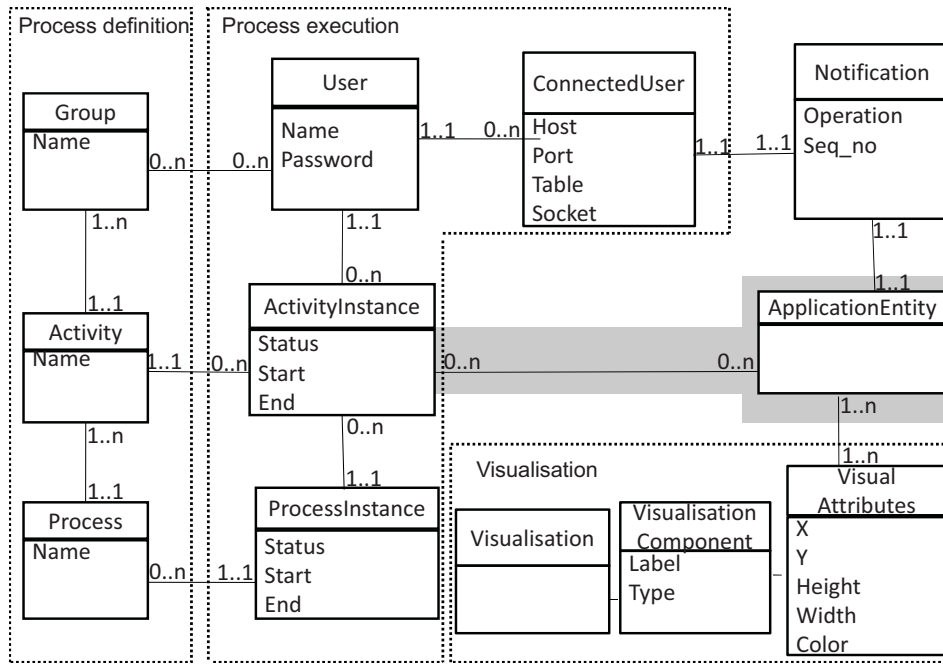 Process definition
Process execution
Group
Name
User
Name
Password
ConnectedUser
Host
Port
Table
Socket
Notification
Operation
Seq_no
0..n
0..n
1..1
0..n
1..1
1..1
1..n
1..1
1..1
0..n
1..1
1..1
Activity
Name
ActivityInstance
Status
Start
End
ApplicationEntity
1..1
0..n
0..n
0..n
1..n
1..1
0..n
1..1
1..n
1..n
Process
Name
ProcessInstance
Status
Start
End
0..n
1..1
Visualisation
Visualisation
Visualisation
Component
Label
Type
Visual
Attributes
X
Y
Height
Width
Color